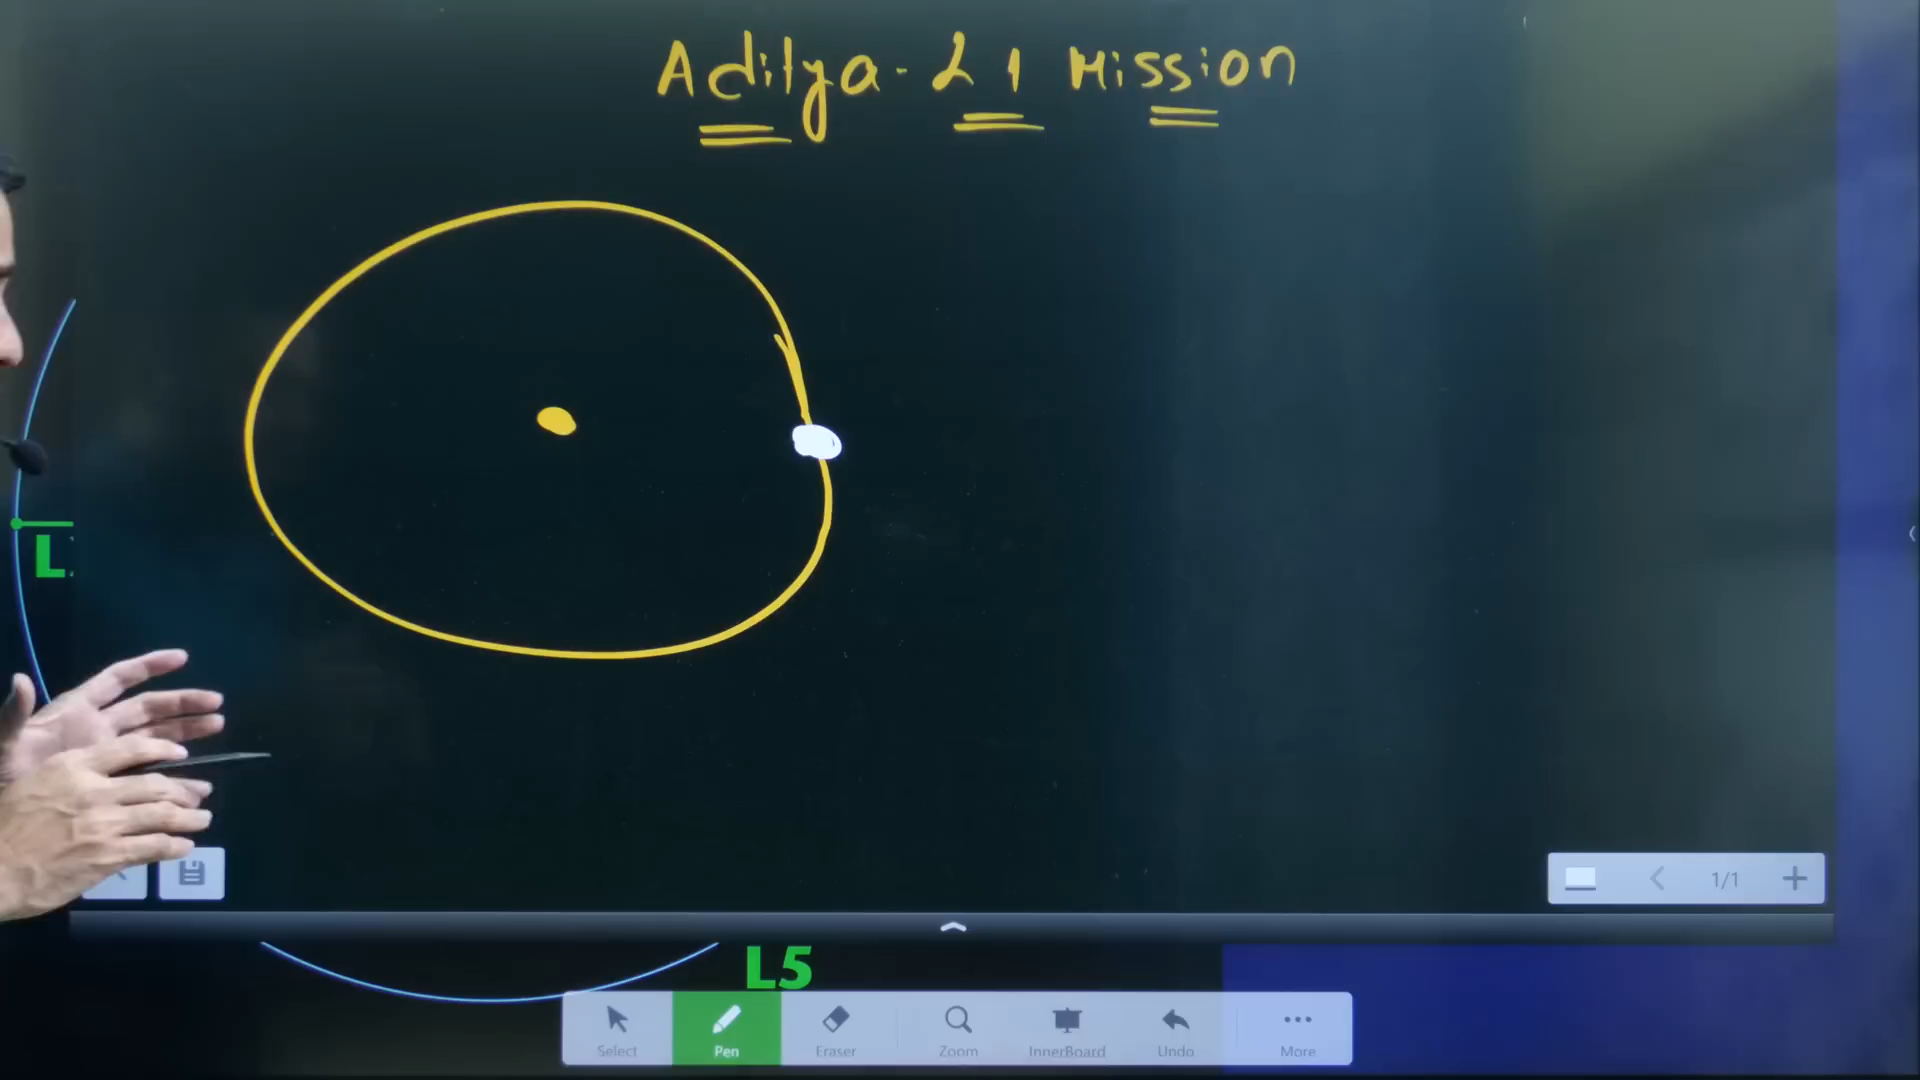 Aditya-L1 Mission
L
1/1
L5
Select Pen Eraser Zoom InnerBoard Undo More